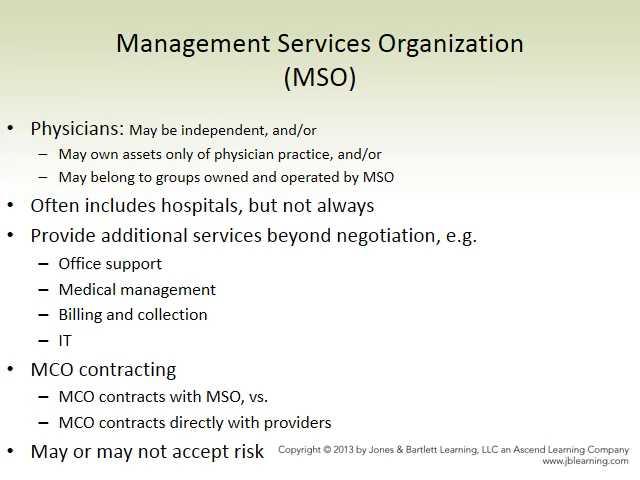 Management Services Organization
(MSO)
• Physicians: May be independent, and/or
– May own assets only of physician practice, and/or
– May belong to groups owned and operated by MSO
• Often includes hospitals, but not always
• Provide additional services beyond negotiation, e.g.
– Office support
– Medical management
– Billing and collection
– IT
• MCO contracting
– MCO contracts with MSO, vs.
– MCO contracts directly with providers
• May or may not accept risk
Copyright © 2013 by Jones & Bartlett Learning, LLC an Ascend Learning Company
www.jblearning.com